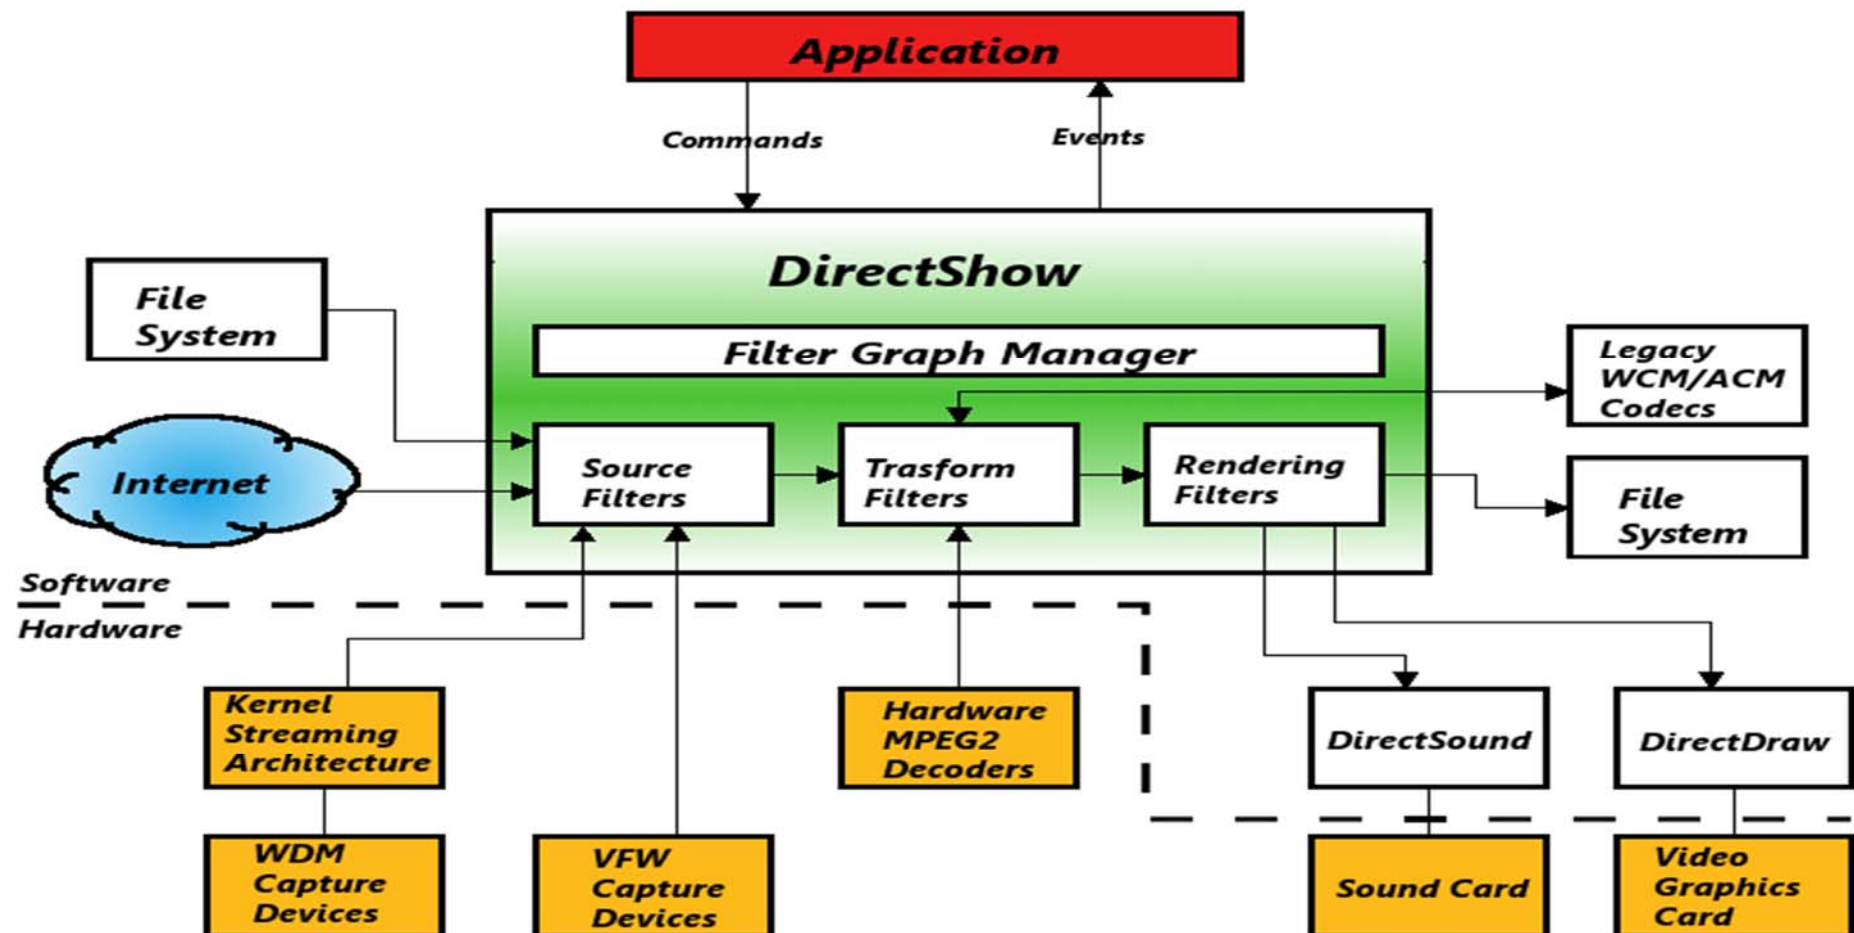 Application
Commands
Events
DirectShow
File
System
Filter Graph Manager
Legacy
WCM/ACM
Codecs
Internet
Source
Filters
Trasform
Filters
Rendering
Filters
File
System
Software
Hardware
Kernel
Streaming
Architecture
Hardware
MPEG2
Decoders
DirectSound
DirectDraw
WDM
Capture
Devices
VFW
Capture
Devices
Sound Card
Video
Graphics
Card